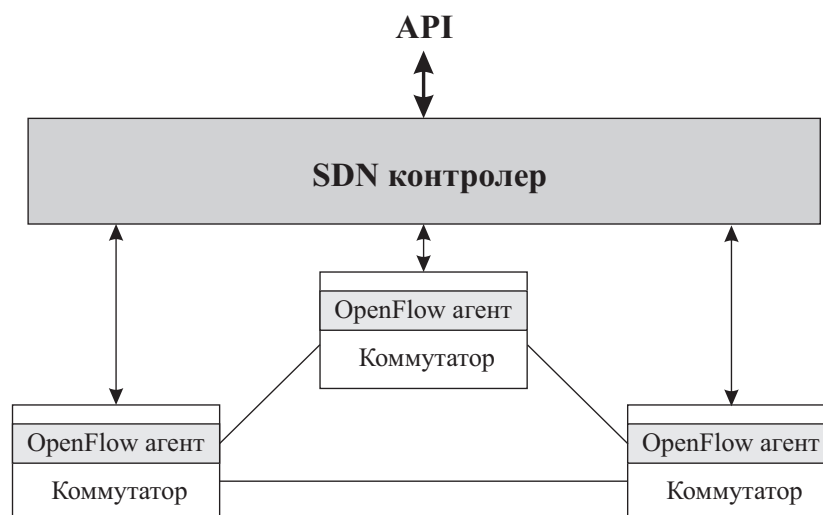 API
SDN контролер
OpenFlow агент
Коммутатор
OpenFlow агент
Коммутатор
OpenFlow агент
Коммутатор